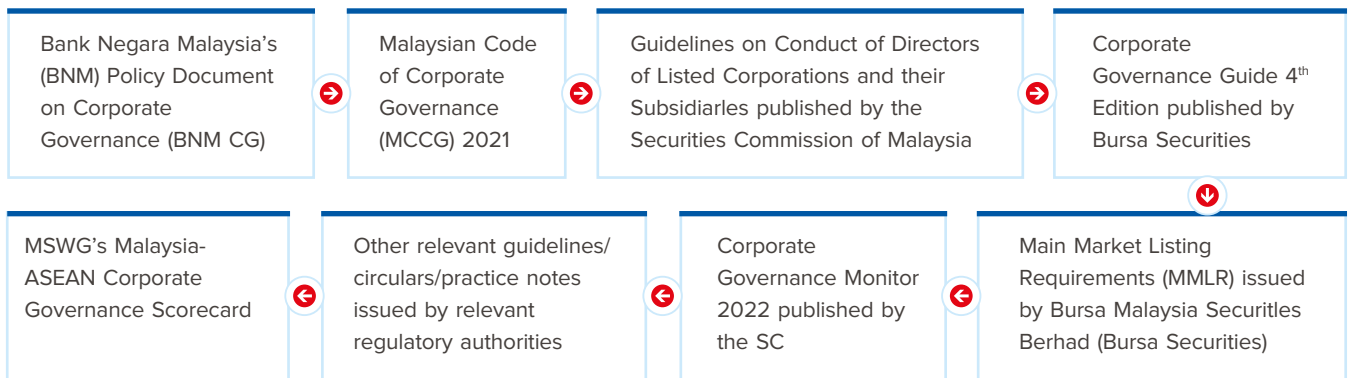 Bank Negara Malaysia's
(BNM) Policy Document
on Corporate
Governance (BNM CG)
Malaysian Code
of Corporate
Governance
(MCCG) 2021
Guidelines on Conduct of Directors
of Listed Corporations and their
Subsidiarles published by the
Securities Commission of Malaysia
Corporate
Governance Guide 4th
Edition published by
Bursa Securities
Main Market Listing
Requirements (MMLR) issued
by Bursa Malaysia Securitles
Berhad (Bursa Securities)
Corporate
Governance Monitor
2022 published by
the SC
Other relevant guidelines/
circulars/practice notes
issued by relevant
regulatory authorities
MSWG's Malaysia-
ASEAN Corporate
Governance Scorecard